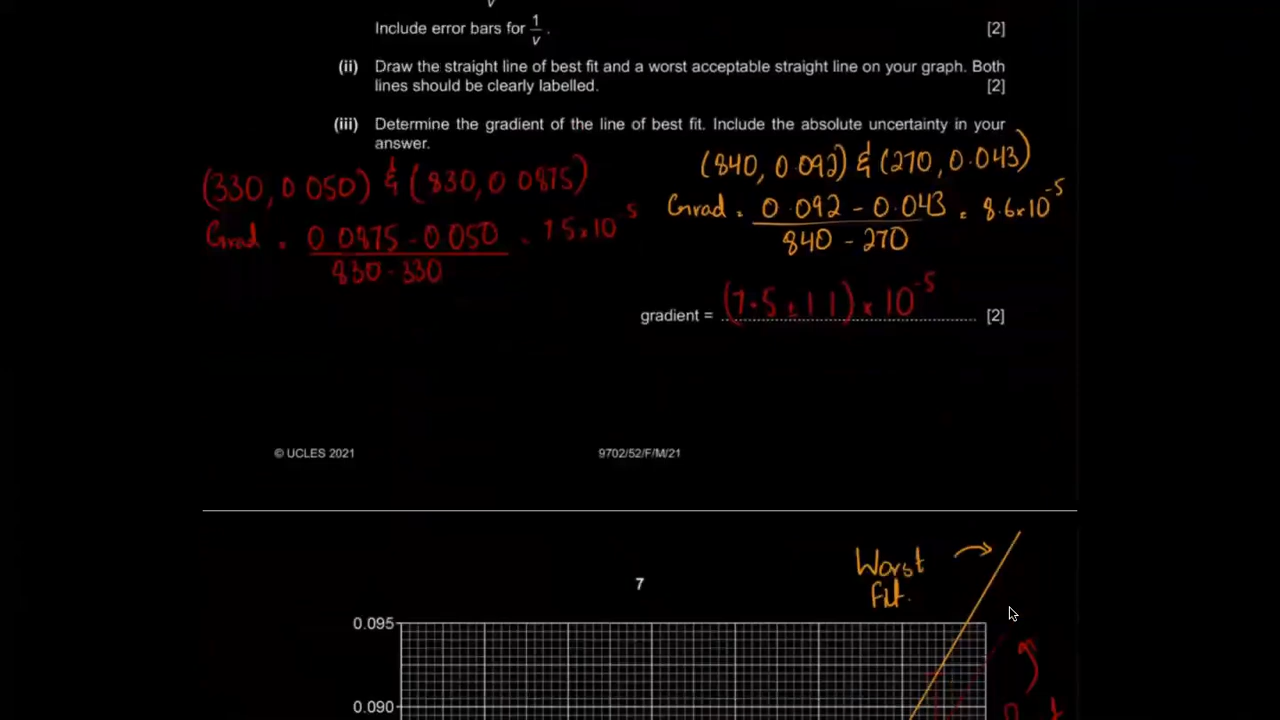 v
Include error bars for 1/v. [2]
(ii) Draw the straight line of best fit and a worst acceptable straight line on your graph. Both
lines should be clearly labelled. [2]
(iii) Determine the gradient of the line of best fit. Include the absolute uncertainty in your
answer.
(330, 0.050) & (830, 0.0875)
(840, 0.092) & (270, 0.043)
Grad = 0.0875 - 0.050 / 830 - 330 = 7.5 x 10^-5
Grad = 0.092 - 0.043 / 840 - 270 = 8.6 x 10^-5
gradient = (7.5 ± 1.1) x 10^-5 [2]
© UCLES 2021 9702/52/F/M/21
Worst
fit.
7
0.095
0.090